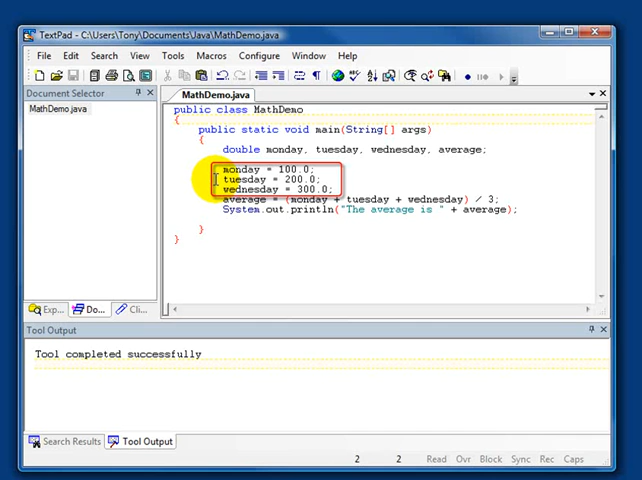 TextPad - C:\Users\Tony\Documents\Java\MathDemo.java
File Edit Search View Tools Macros Configure Window Help
Document Selector
MathDemo.java
MathDemo.java
public class MathDemo
{
public static void main(String[] args)
{
double monday, tuesday, wednesday, average;
monday = 100.0;
tuesday = 200.0;
wednesday = 300.0;
average = (monday + tuesday + wednesday) / 3;
System.out.println("The average is " + average);
}
}
Exp... Do... Cli...
Tool Output
Tool completed successfully
Search Results Tool Output
2 2 Read Ovr Block Sync Rec Caps